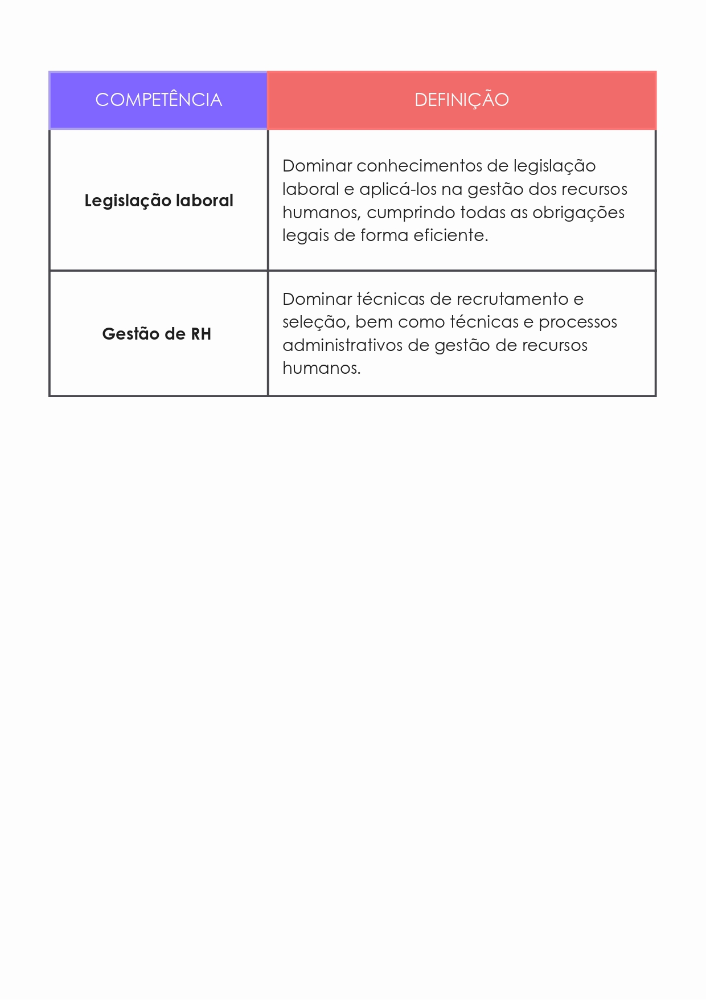 COMPETÊNCIA
DEFINIÇÃO
Legislação laboral
Dominar conhecimentos de legislação
laboral e aplicá-los na gestão dos recursos
humanos, cumprindo todas as obrigações
legais de forma eficiente.
Gestão de RH
Dominar técnicas de recrutamento e
seleção, bem como técnicas e processos
administrativos de gestão de recursos
humanos.